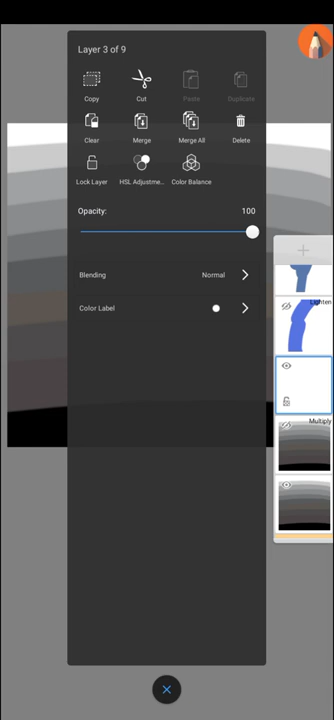 Layer 3 of 9
Copy
Cut
Paste
Duplicate
Clear
Merge
Merge All
Delete
Lock Layer
HSL Adjustme...
Color Balance
Opacity:
100
Blending
Normal
Color Label
Lighten
Multiply